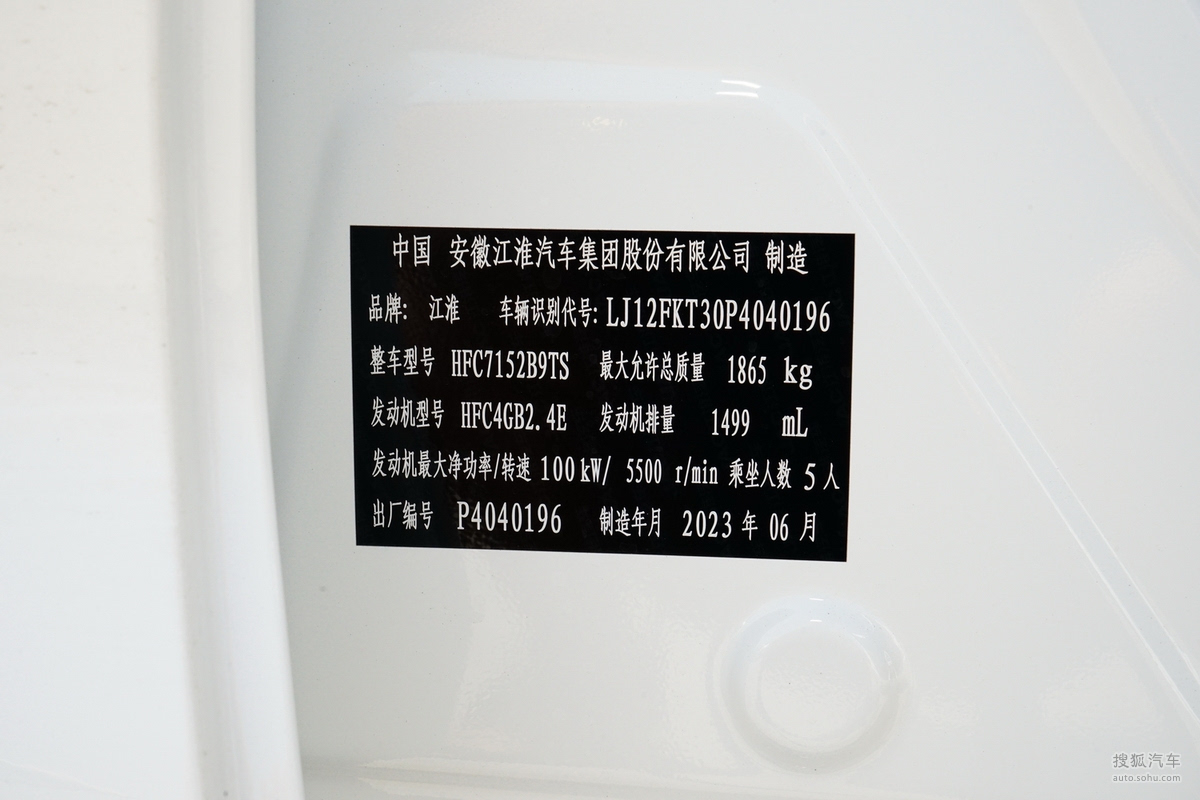 中国 安徽江淮汽车集团股份有限公司 制造
品牌: 江淮 车辆识别代号: LJ12FKT30P4040196
整车型号 HFC7152B9TS 最大允许总质量 1865 kg
发动机型号 HFC4GB2.4E 发动机排量 1499 mL
发动机最大净功率/转速 100kW/ 5500 r/min 乘坐人数 5 人
出厂编号 P4040196 制造年月 2023 年 06 月
搜狐汽车
auto.sohu.com